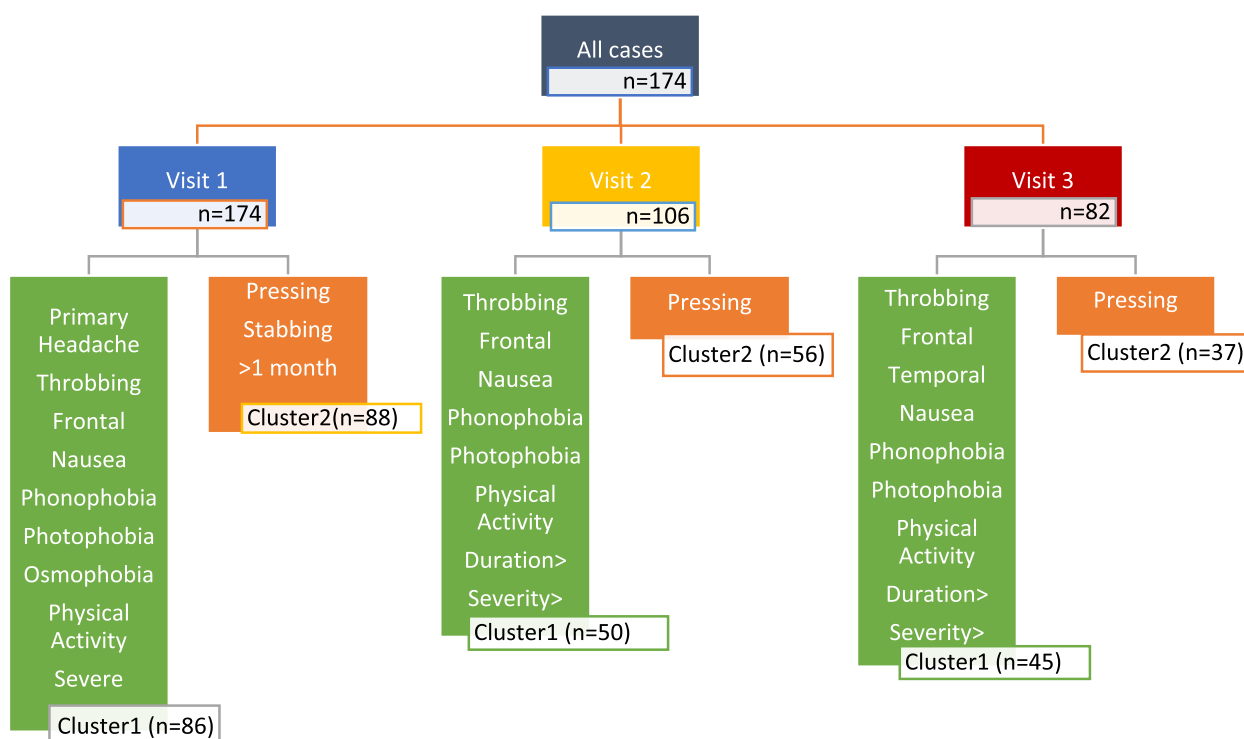 All cases
n=174
Visit 1
n=174
Visit 2
n=106
Visit 3
n=82
Primary
Headache
Throbbing
Frontal
Nausea
Phonophobia
Photophobia
Osmophobia
Physical
Activity
Severe
Cluster1 (n=86)
Pressing
Stabbing
>1 month
Cluster2(n=88)
Throbbing
Frontal
Nausea
Phonophobia
Photophobia
Physical
Activity
Duration>
Severity>
Cluster1 (n=50)
Pressing
Cluster2 (n=56)
Throbbing
Frontal
Temporal
Nausea
Phonophobia
Photophobia
Physical
Activity
Duration>
Severity>
Cluster1 (n=45)
Pressing
Cluster2 (n=37)